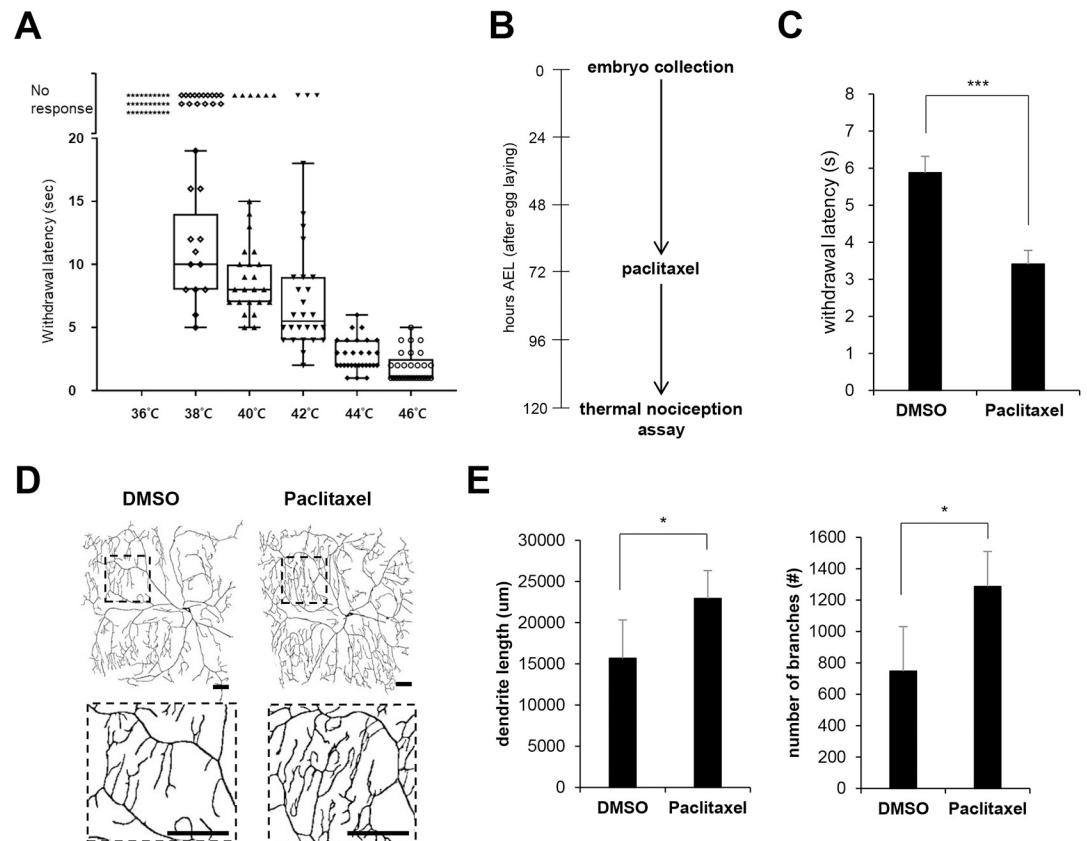 A
No
response
Withdrawal latency (sec)
20
15
10
5
0
36°C
38°C
40°C
42°C
44°C
46°C
B
hours AEL (after egg laying)
0
24
48
72
96
120
embryo collection
paclitaxel
thermal nociception
assay
C
withdrawal latency (s)
8
7
6
5
4
3
2
1
0
***
DMSO
Paclitaxel
D
DMSO
Paclitaxel
E
dendrite length (um)
30000
25000
20000
15000
10000
5000
0
*
DMSO
Paclitaxel
number of branches (#)
1600
1400
1200
1000
800
600
400
200
0
*
DMSO
Paclitaxel